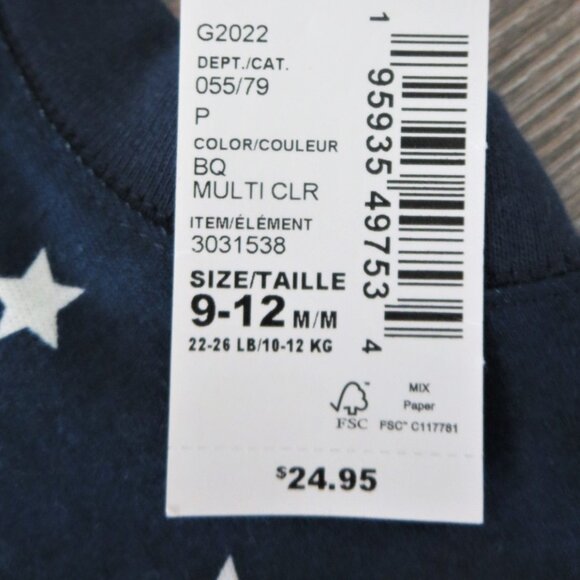 G2022
DEPT./CAT.
055/79
P
COLOR/COULEUR
BQ
MULTI CLR
ITEM/ÉLÉMENT
3031538
SIZE/TAILLE
9-12 M/M
22-26 LB/10-12 KG
1 95935 49753 4
FSC
MIX
Paper
FSC™ C117781
$24.95